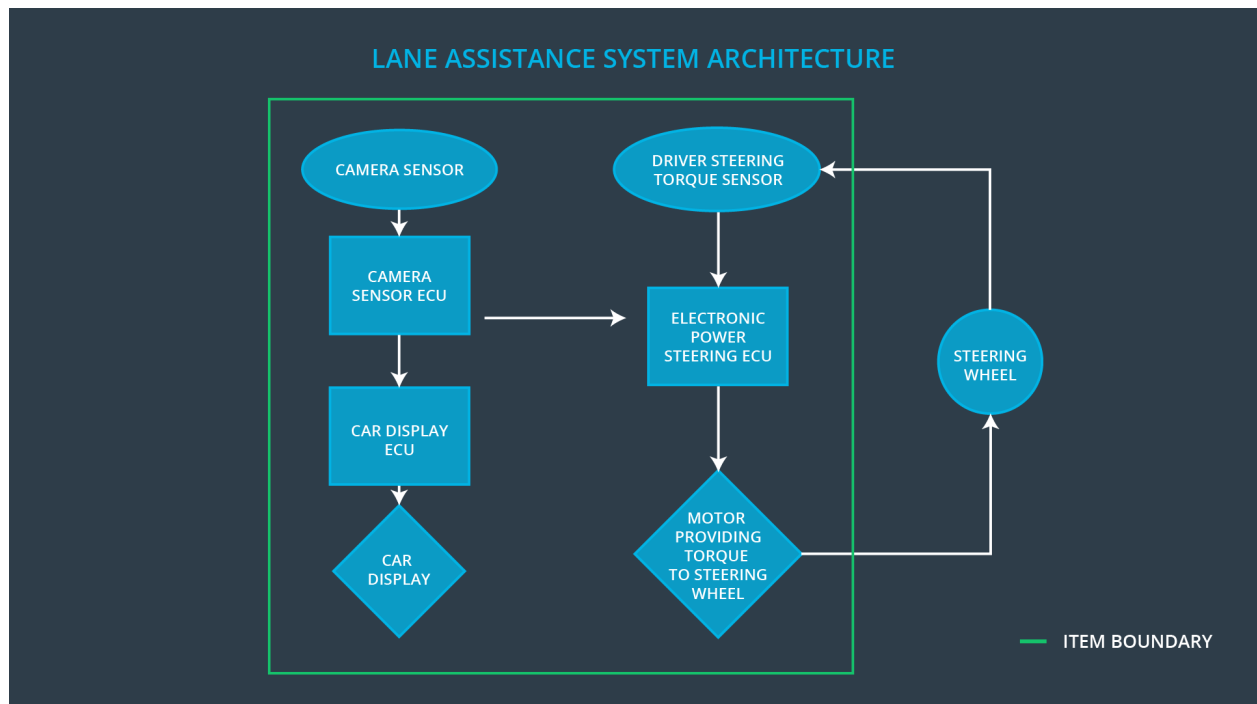 LANE ASSISTANCE SYSTEM ARCHITECTURE
CAMERA SENSOR
DRIVER STEERING
TORQUE SENSOR
CAMERA
SENSOR ECU
ELECTRONIC
POWER
STEERING ECU
STEERING
WHEEL
CAR DISPLAY
ECU
CAR
DISPLAY
MOTOR
PROVIDING
TORQUE
TO STEERING
WHEEL
ITEM BOUNDARY